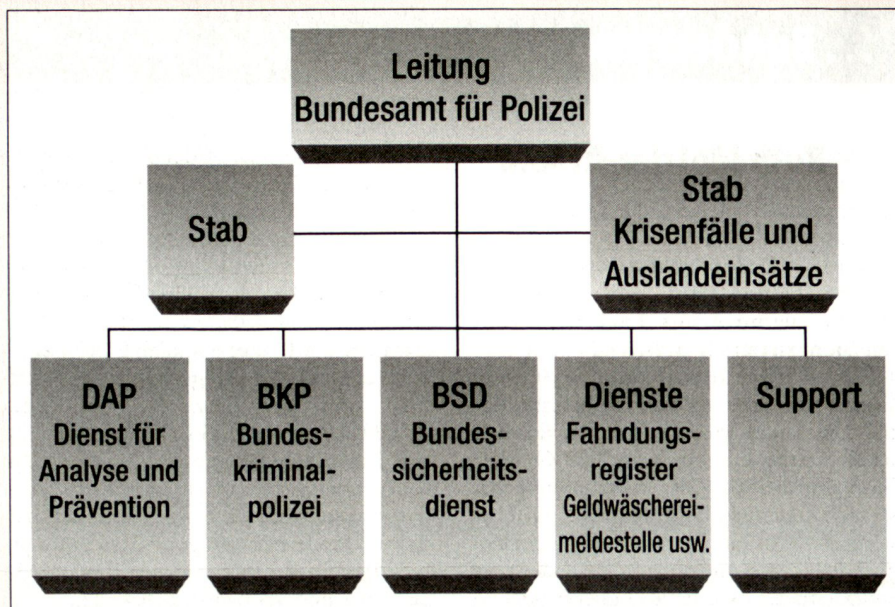 Leitung
Bundesamt für Polizei
Stab
Stab
Krisenfälle und
Auslandeinsätze
DAP
Dienst für
Analyse und
Prävention
BKP
Bundes-
kriminal-
polizei
BSD
Bundes-
sicherheits-
dienst
Dienste
Fahndungs-
register
Geldwäscherei-
meldestelle usw.
Support